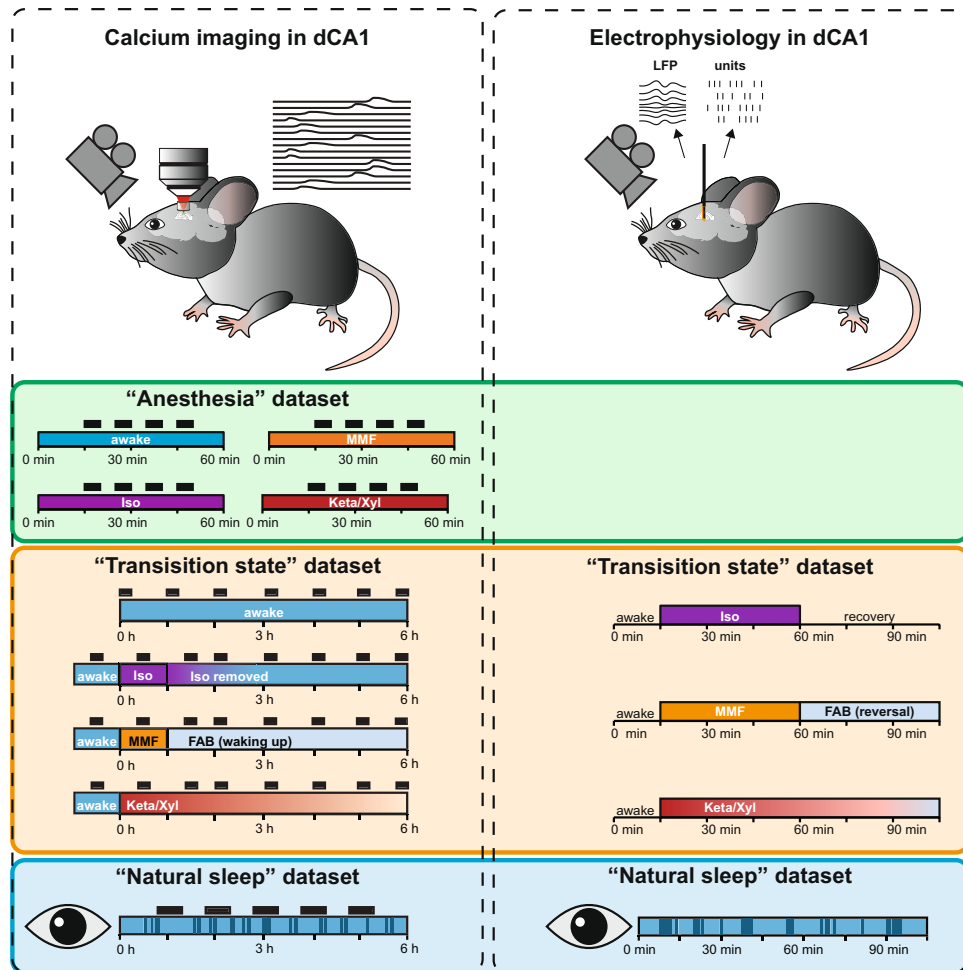 Calcium imaging in dCA1
Electrophysiology in dCA1
LFP units
“Anesthesia” dataset
awake
0 min 30 min 60 min
MMF
0 min 30 min 60 min
Iso
0 min 30 min 60 min
Keta/Xyl
0 min 30 min 60 min
“Transisition state” dataset
awake
0 h 3 h 6 h
awake Iso Iso removed
0 h 3 h 6 h
awake MMF FAB (waking up)
0 h 3 h 6 h
awake Keta/Xyl
0 h 3 h 6 h
“Transisition state” dataset
awake Iso recovery
0 min 30 min 60 min 90 min
awake MMF FAB (reversal)
0 min 30 min 60 min 90 min
awake Keta/Xyl
0 min 30 min 60 min 90 min
“Natural sleep” dataset
0 h 3 h 6 h
“Natural sleep” dataset
0 min 30 min 60 min 90 min